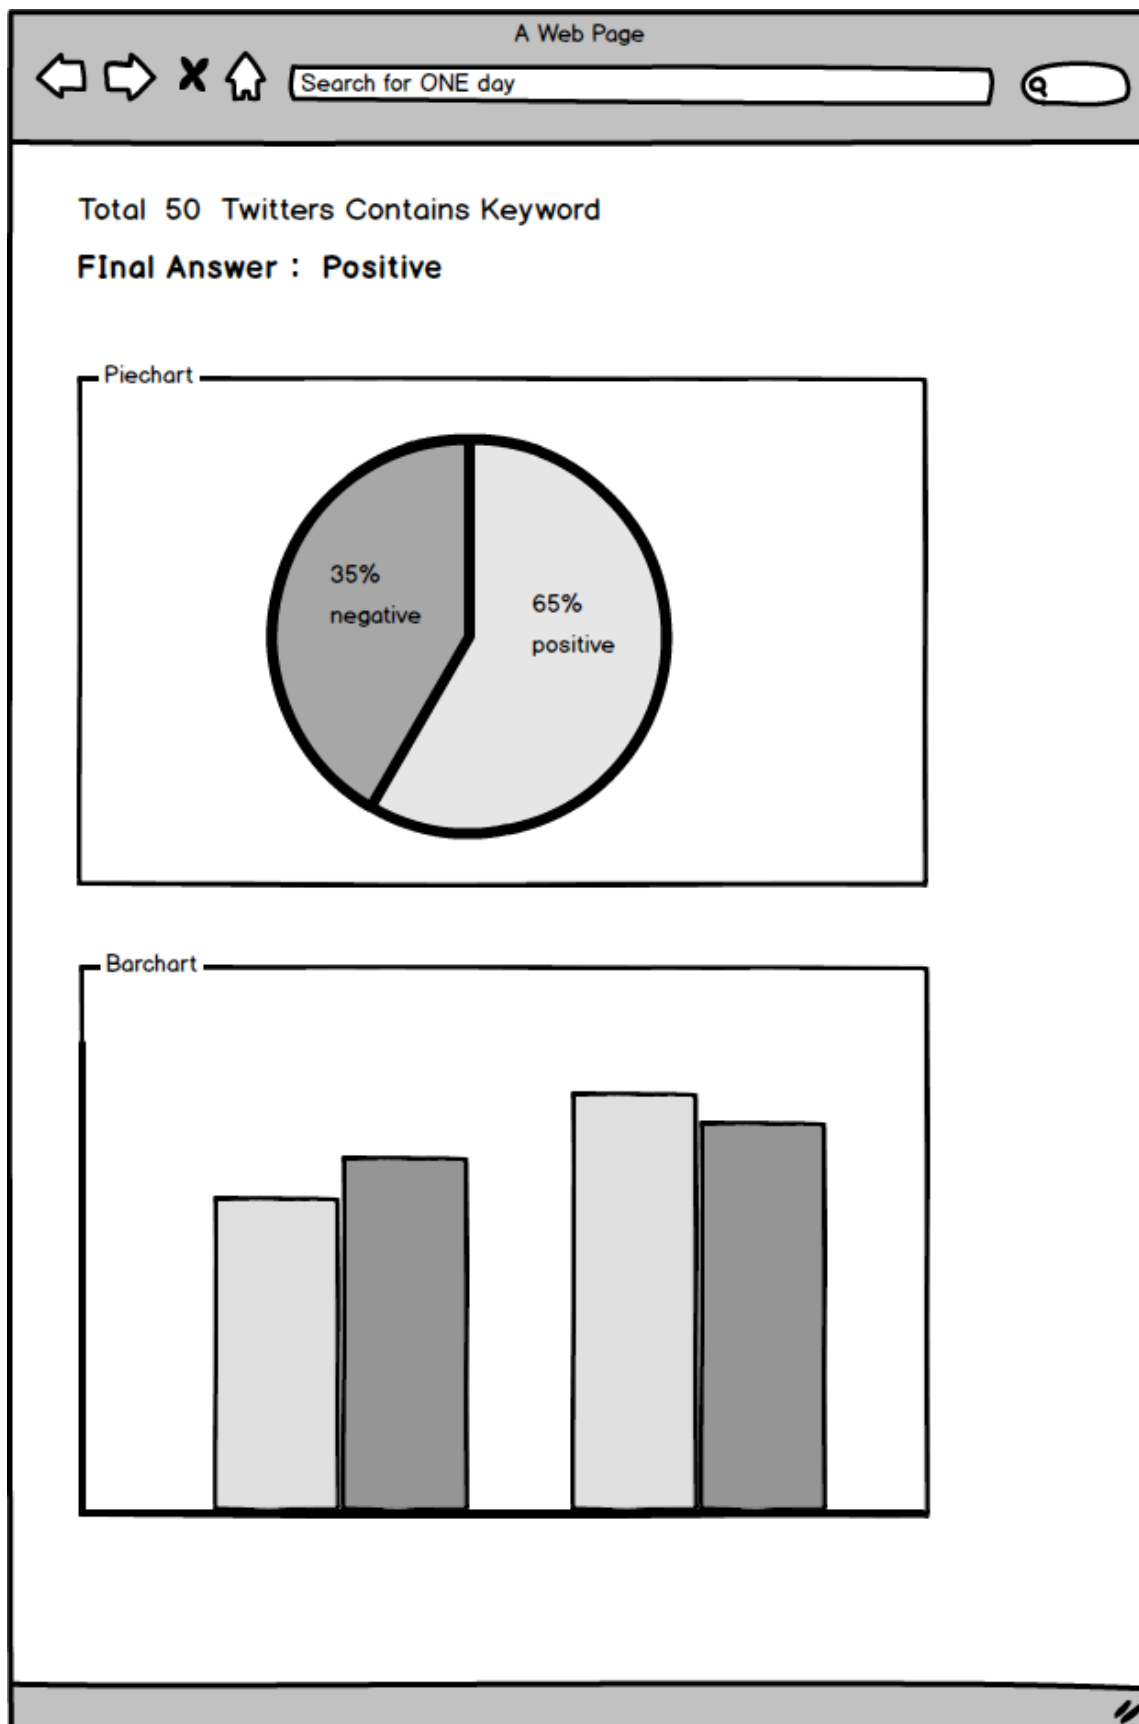 A Web Page
Search for ONE day
Total 50 Twitters Contains Keyword
FInal Answer : Positive
Piechart
35%
negative
65%
positive
Barchart